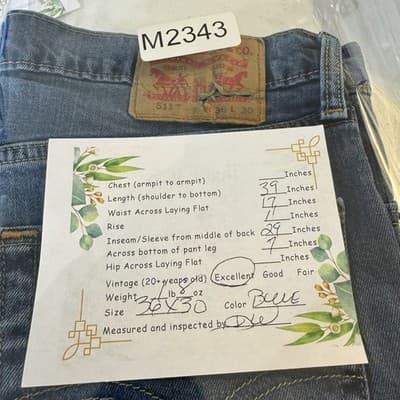 M2343
& CO.
511
W 36 L 30
Chest (armpit to armpit) Inches
Length (shoulder to bottom) 39 Inches
Waist Across Laying Flat 17 Inches
Rise 11 Inches
Inseam/Sleeve from middle of back 29 Inches
Across bottom of pant leg 7 Inches
Hip Across Laying Flat Inches
Vintage (20+years old) Excellent Good Fair
Weight 1 lb 8 oz
Size 36X30 Color BLUE
Measured and inspected by DW